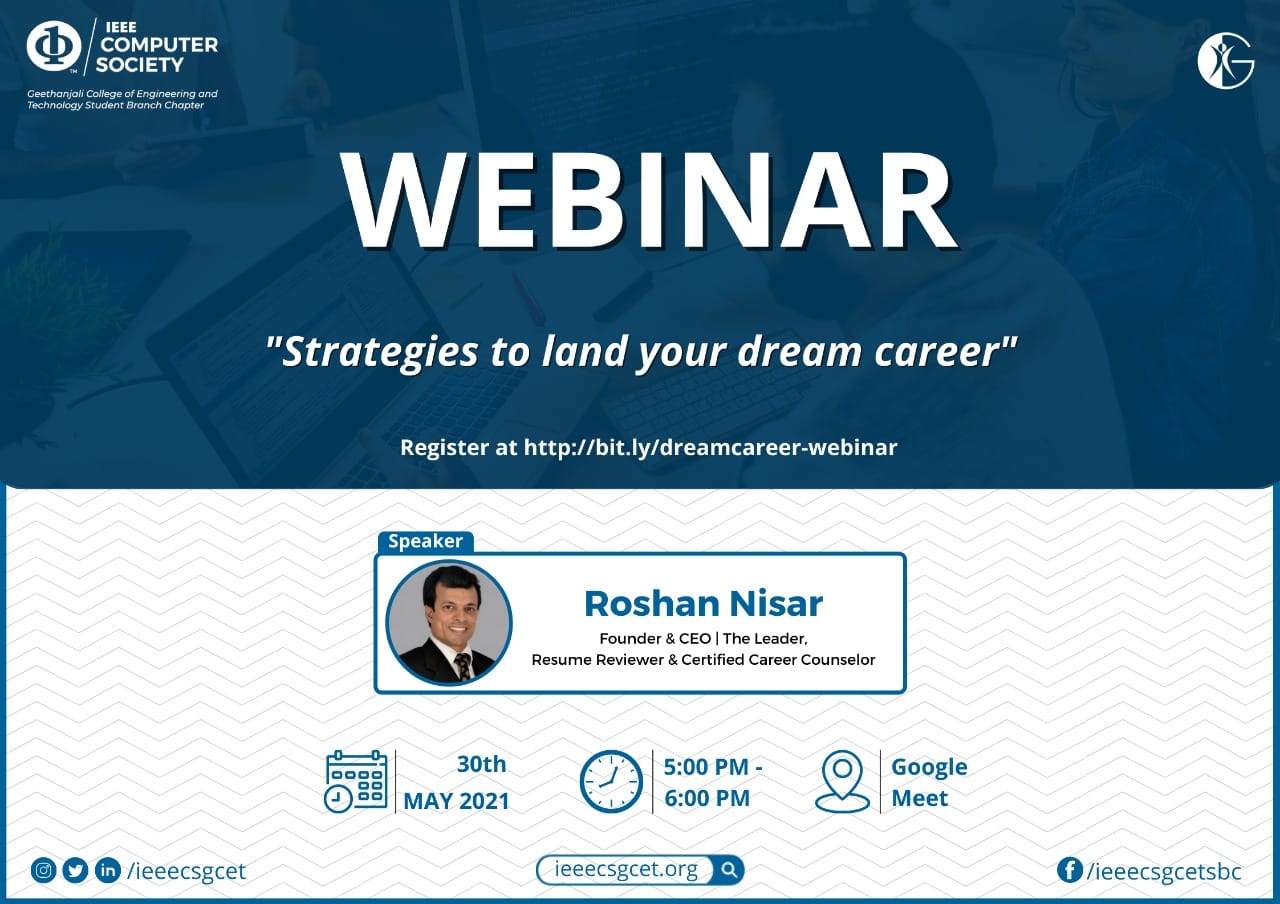 IEEE
COMPUTER
SOCIETY
TM
Geethanjali College of Engineering and
Technology Student Branch Chapter
G
WEBINAR
"Strategies to land your dream career"
Register at http://bit.ly/dreamcareer-webinar
Speaker
Roshan Nisar
Founder & CEO | The Leader,
Resume Reviewer & Certified Career Counselor
30th
MAY 2021
5:00 PM -
6:00 PM
Google
Meet
/ieeecsgcet
ieeecsgcet.org
/ieeecsgcetsbc